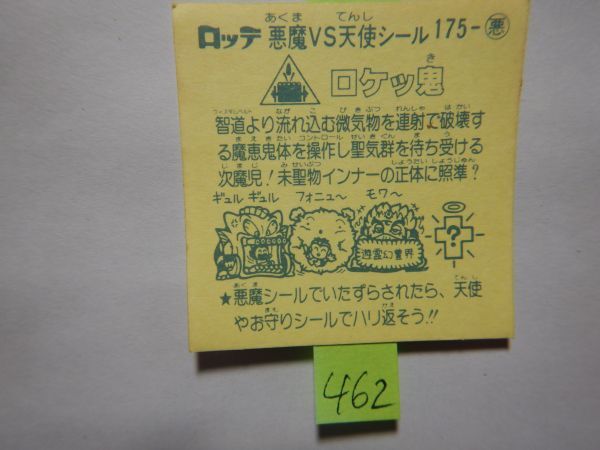 ロッテ 悪魔VS天使シール 175-悪
ロケッ鬼
智道より流れ込む微気物を連射で破壊す
る魔恵鬼体を操作し聖気群を待ち受ける
次魔児!未聖物インナーの正体に照準?
ギュルギュル フォニュ〜 モワ〜
遊霊幻業界
?
★悪魔シールでいたずらされたら、天使
やお守りシールでハリ返そう!!
462